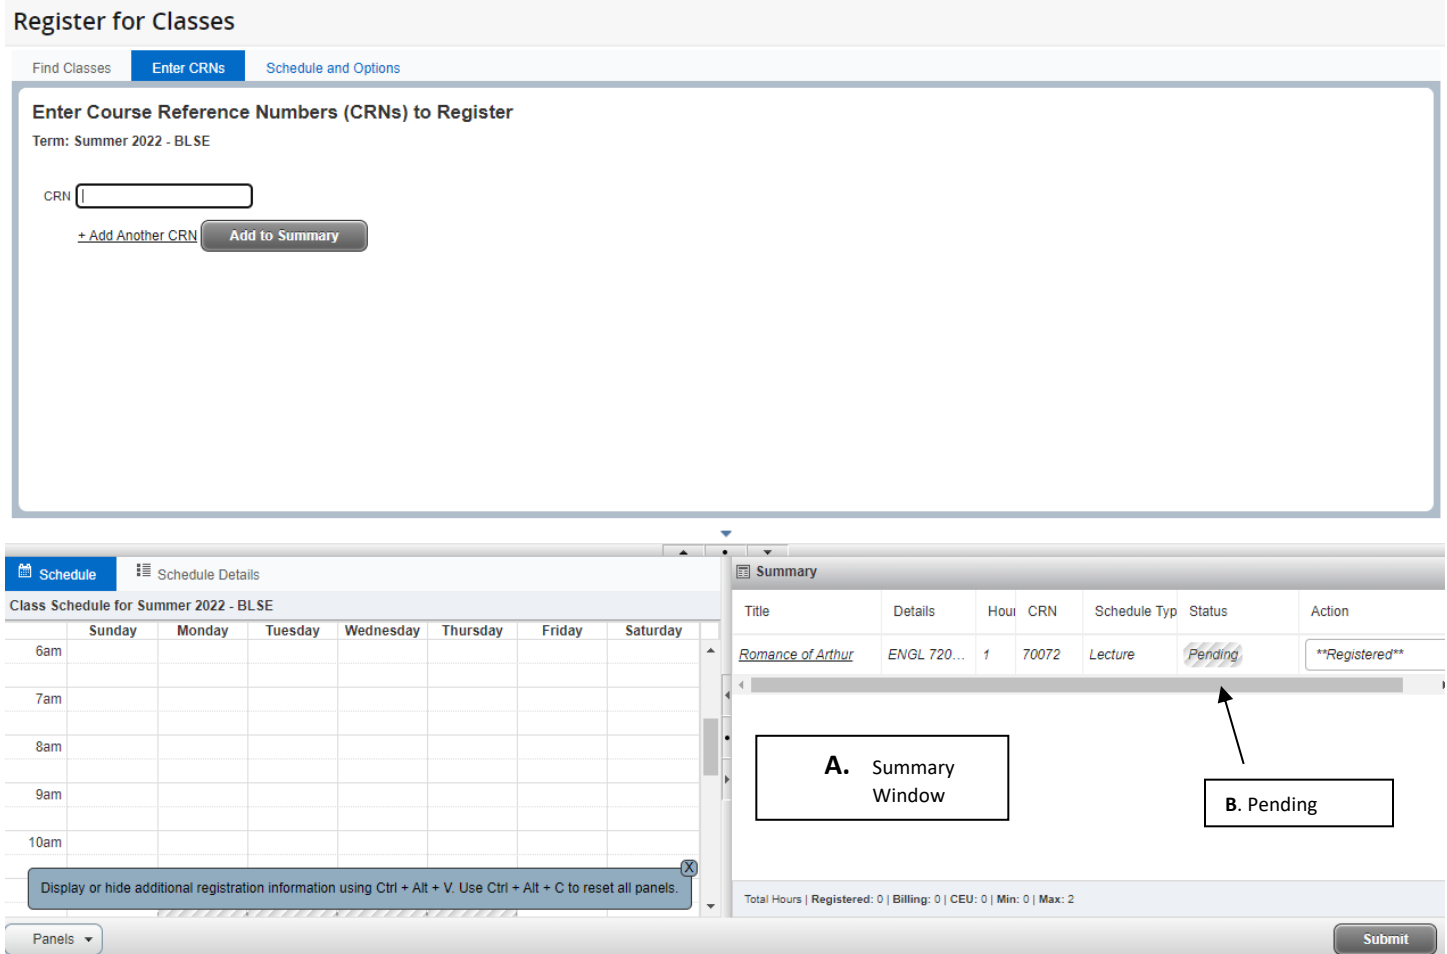 Register for Classes
Find Classes Enter CRNs Schedule and Options
Enter Course Reference Numbers (CRNs) to Register
Term: Summer 2022 - BLSE
CRN
+ Add Another CRN Add to Summary
Schedule Schedule Details
Class Schedule for Summer 2022 - BLSE
Sunday Monday Tuesday Wednesday Thursday Friday Saturday
6am
7am
8am
9am
10am
Display or hide additional registration information using Ctrl + Alt + V. Use Ctrl + Alt + C to reset all panels. X
Summary
Title Details Hour CRN Schedule Typ Status Action
Romance of Arthur ENGL 720... 1 70072 Lecture Pending **Registered**
A. Summary
Window
B. Pending
Total Hours | Registered: 0 | Billing: 0 | CEU: 0 | Min: 0 | Max: 2
Panels Submit